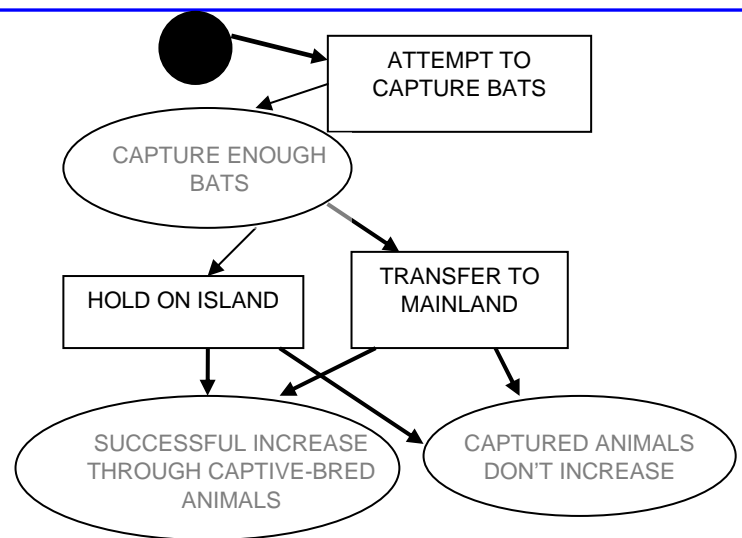 ATTEMPT TO
CAPTURE BATS
CAPTURE ENOUGH
BATS
HOLD ON ISLAND
TRANSFER TO
MAINLAND
SUCCESSFUL INCREASE
THROUGH CAPTIVE-BRED
ANIMALS
CAPTURED ANIMALS
DON'T INCREASE